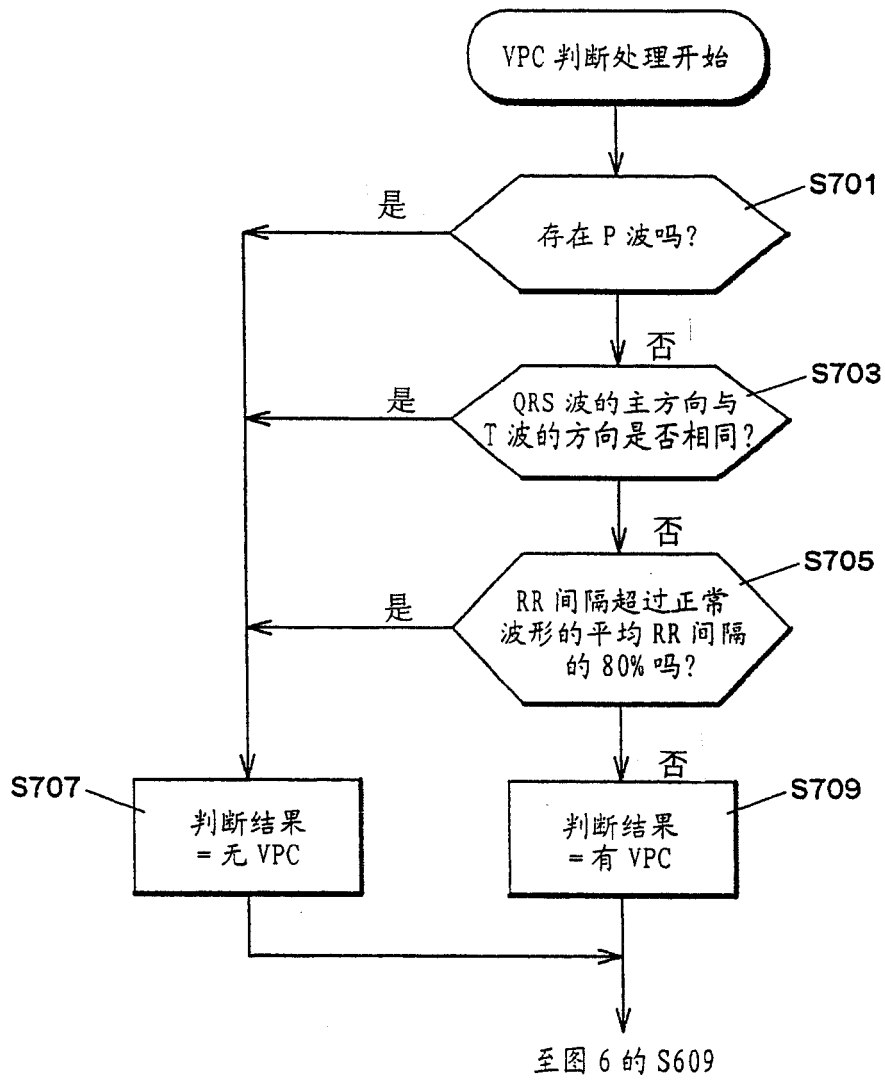 VPC 判断处理开始
S701
是
存在 P 波吗?
否
S703
是
QRS 波的主方向与
T 波的方向是否相同?
否
S705
是
RR 间隔超过正常
波形的平均 RR 间隔
的 80% 吗?
否
S707
判断结果
= 无 VPC
S709
判断结果
= 有 VPC
至图 6 的 S609